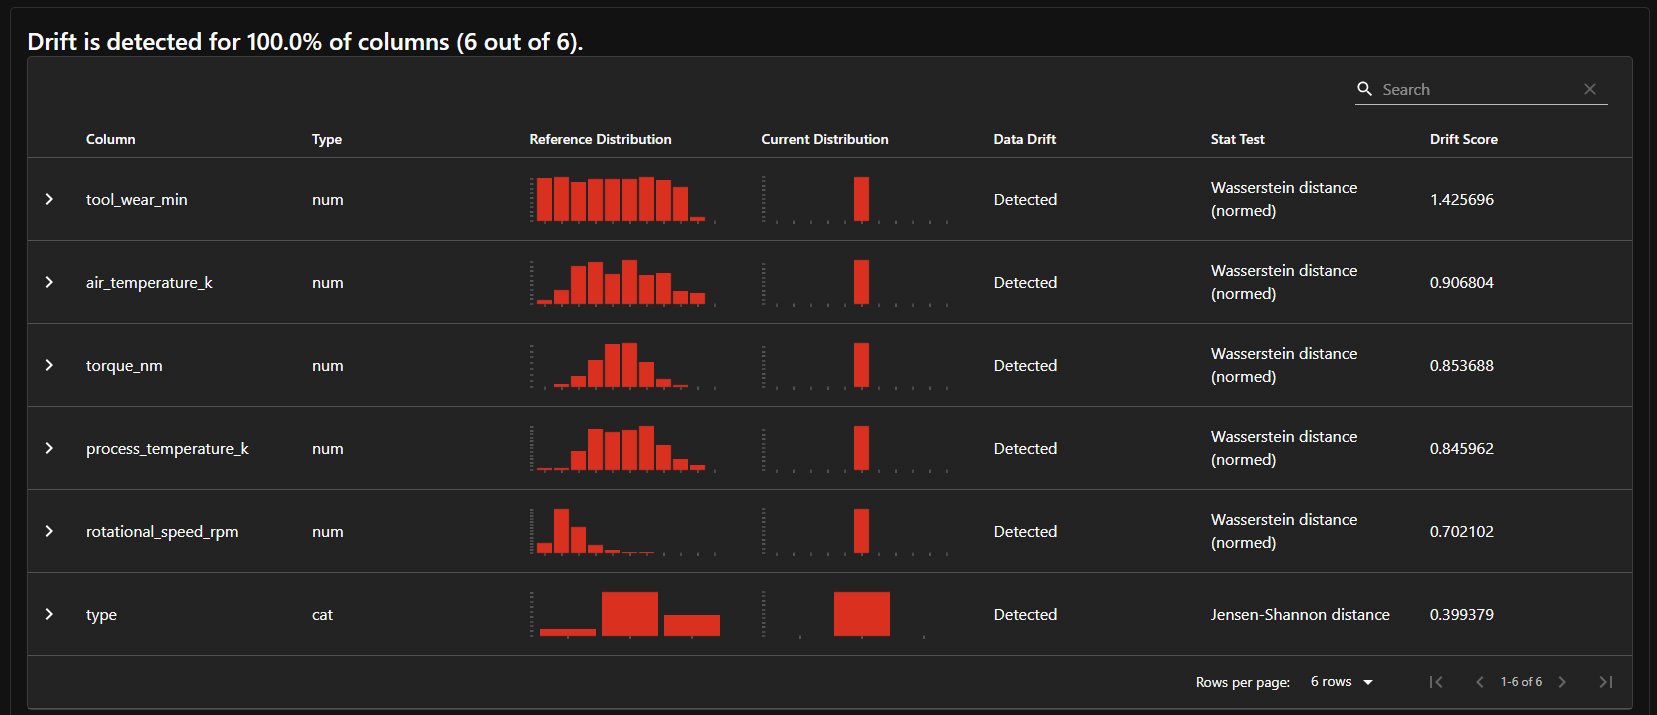 Drift is detected for 100.0% of columns (6 out of 6).
Search
Column Type Reference Distribution Current Distribution Data Drift Stat Test Drift Score
tool_wear_min num Detected Wasserstein distance (normed) 1.425696
air_temperature_k num Detected Wasserstein distance (normed) 0.906804
torque_nm num Detected Wasserstein distance (normed) 0.853688
process_temperature_k num Detected Wasserstein distance (normed) 0.845962
rotational_speed_rpm num Detected Wasserstein distance (normed) 0.702102
type cat Detected Jensen-Shannon distance 0.399379
Rows per page: 6 rows 1-6 of 6